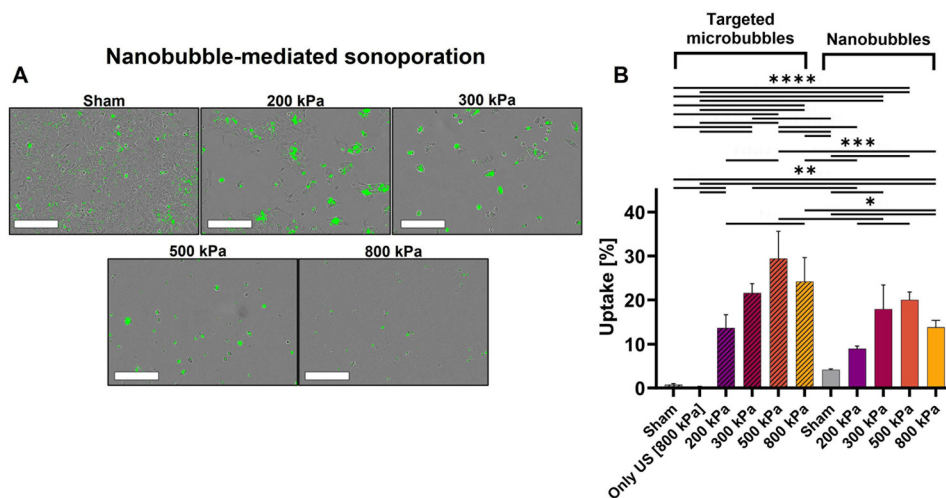 Nanobubble-mediated sonoporation
A
Sham
200 kPa
300 kPa
500 kPa
800 kPa
B
Targeted
microbubbles
Nanobubbles
****
***
**
*
Uptake [%]
40
30
20
10
0
Sham
Only US [800 kPa]
200 kPa
300 kPa
500 kPa
800 kPa
Sham
200 kPa
300 kPa
500 kPa
800 kPa